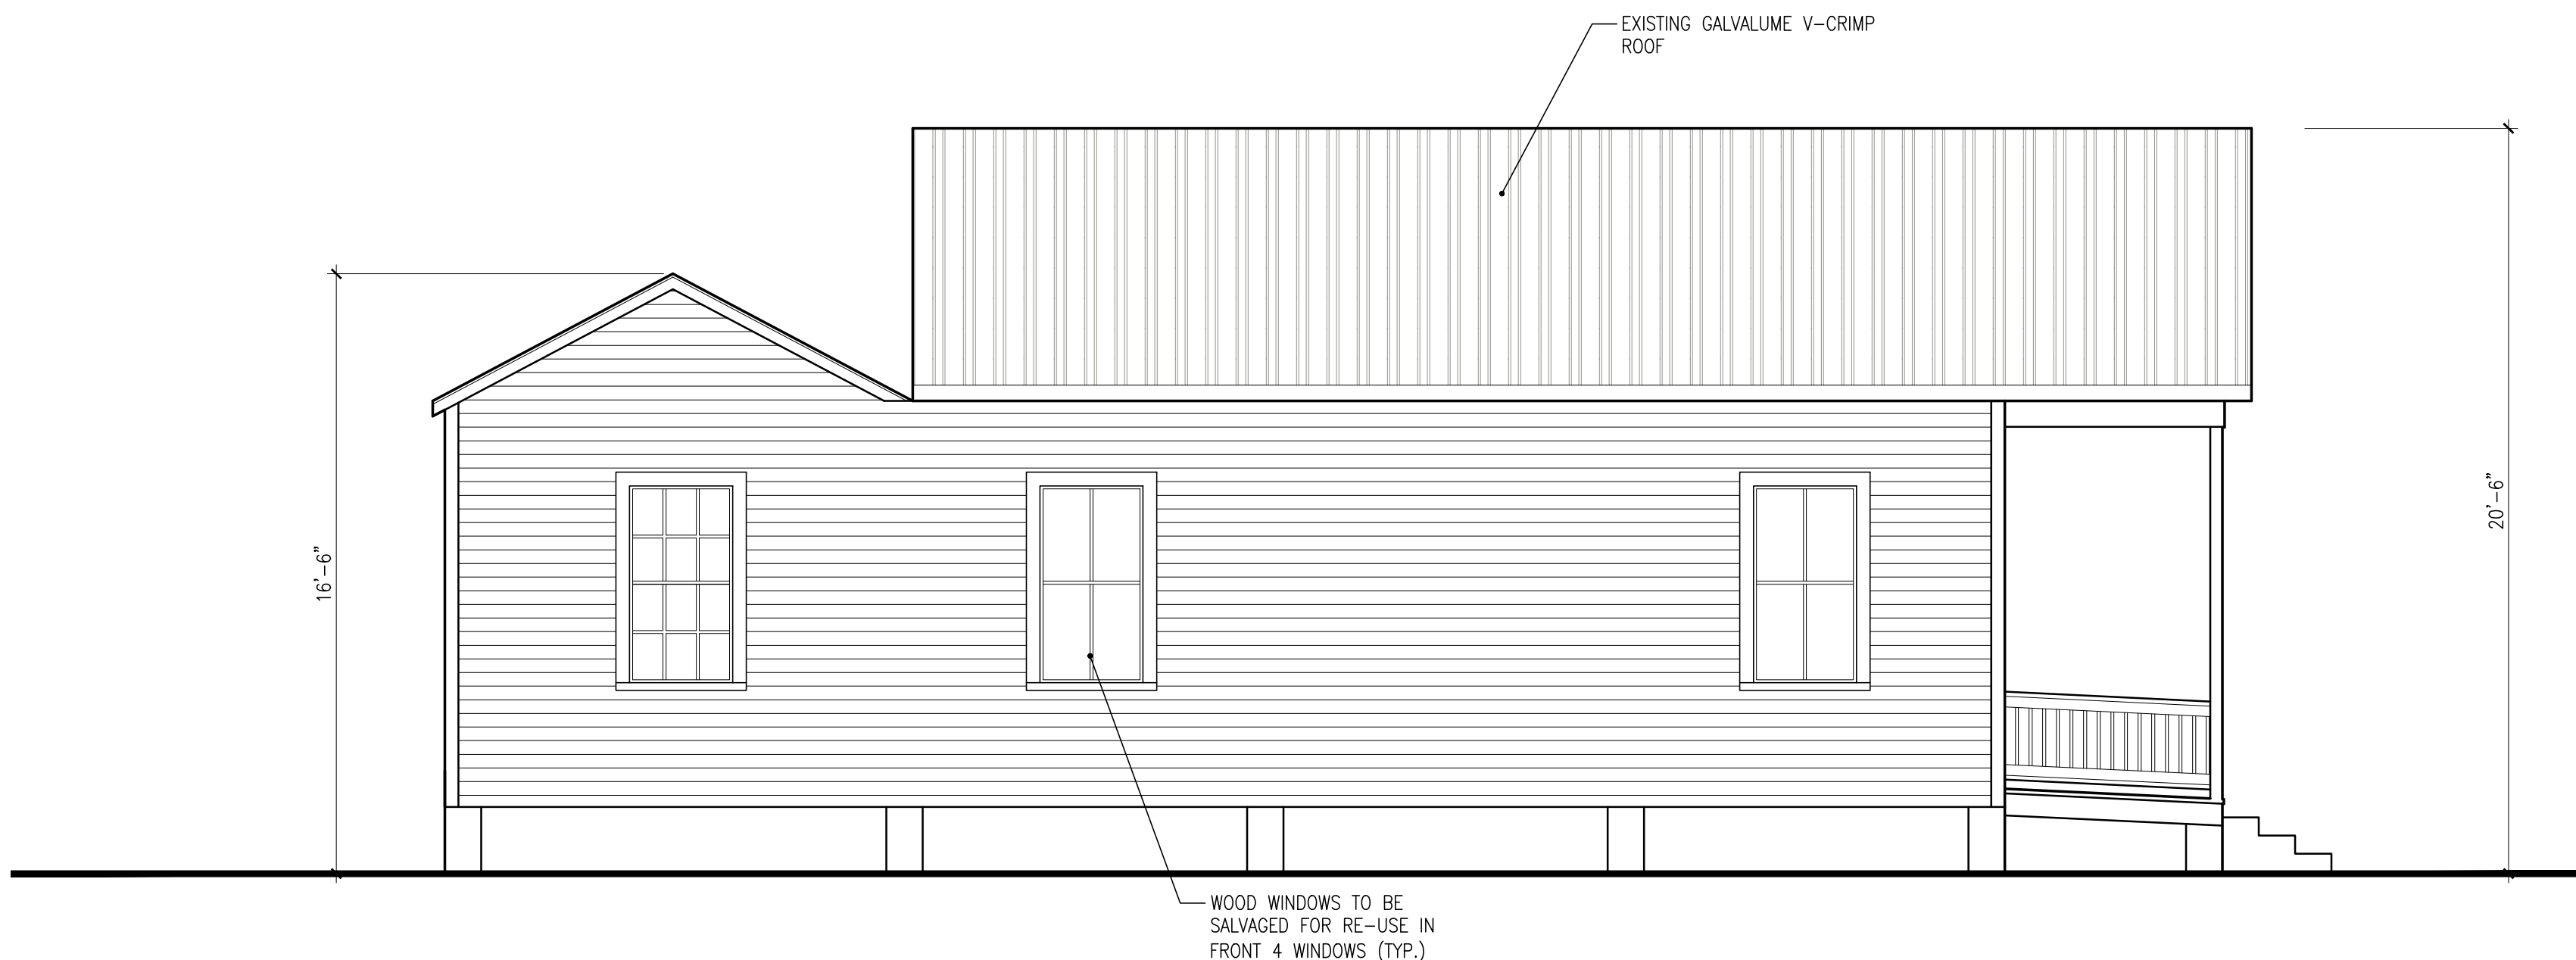 EXISTING GALVALUME V-CRIMP
ROOF
16'-6"
20'-6"
WOOD WINDOWS TO BE
SALVAGED FOR RE-USE IN
FRONT 4 WINDOWS (TYP.)